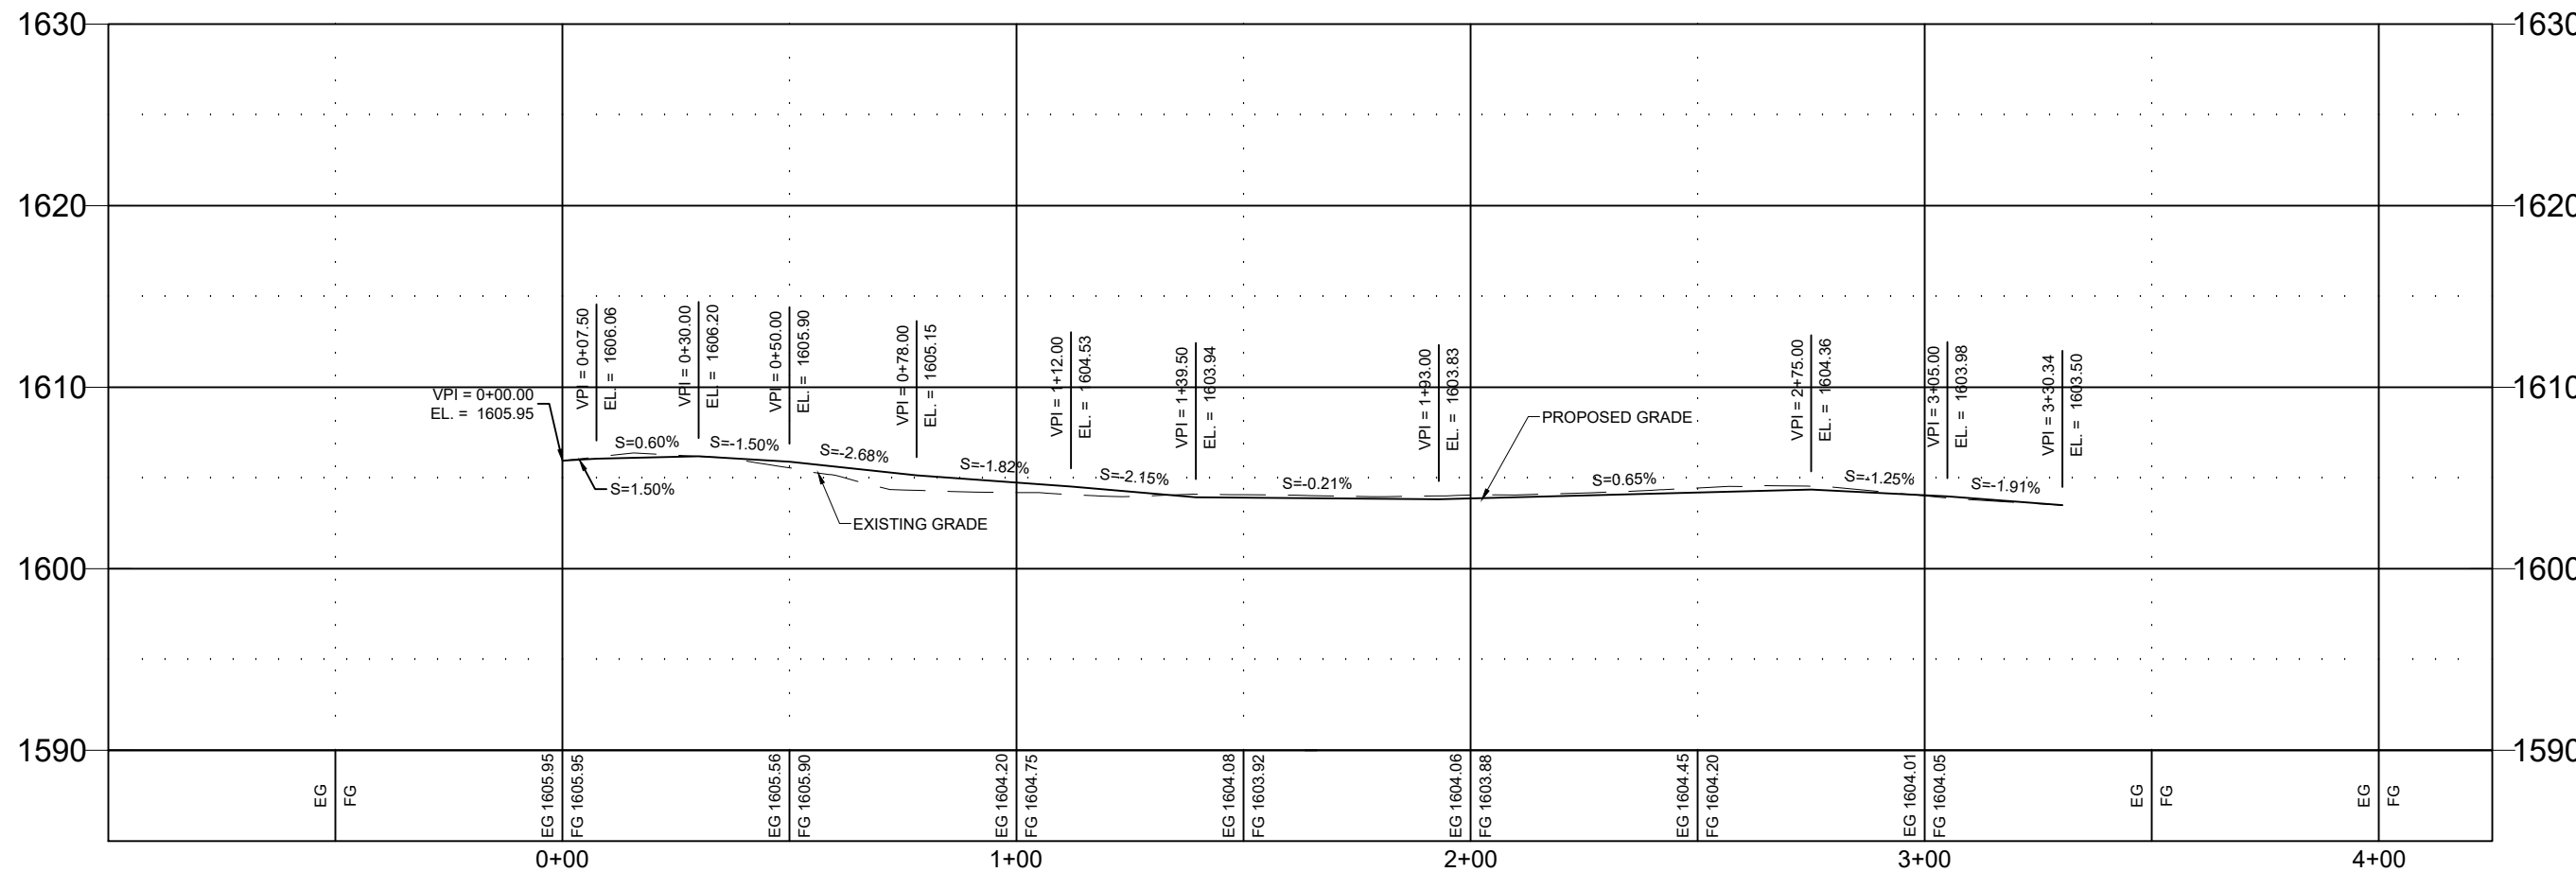 1630
1630
1620
1620
1610
1610
1600
1600
1590
1590
VPI = 0+00.00
EL. = 1605.95
VPI = 0+07.50
EL. = 1606.06
VPI = 0+30.00
EL. = 1606.20
VPI = 0+50.00
EL. = 1605.90
VPI = 0+78.00
EL. = 1605.15
VPI = 1+12.00
EL. = 1604.53
VPI = 1+39.50
EL. = 1603.94
VPI = 1+93.00
EL. = 1603.83
VPI = 2+75.00
EL. = 1604.36
VPI = 3+05.00
EL. = 1603.98
VPI = 3+30.34
EL. = 1603.50
S=0.60%
S=-1.50%
S=-2.68%
S=-1.82%
S=-2.15%
S=-0.21%
S=0.65%
S=-1.25%
S=-1.91%
S=1.50%
PROPOSED GRADE
EXISTING GRADE
EG
FG
EG 1605.95
FG 1605.95
EG 1605.56
FG 1605.90
EG 1604.20
FG 1604.75
EG 1604.08
FG 1603.92
EG 1604.06
FG 1603.88
EG 1604.45
FG 1604.20
EG 1604.01
FG 1604.05
EG
FG
EG
FG
0+00
1+00
2+00
3+00
4+00